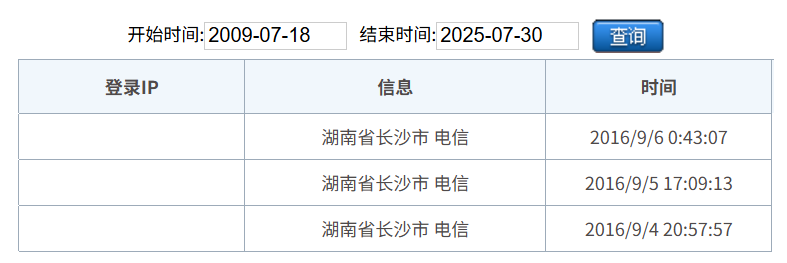 开始时间: 2009-07-18 结束时间: 2025-07-30 查询
登录IP 信息 时间
湖南省长沙市 电信 2016/9/6 0:43:07
湖南省长沙市 电信 2016/9/5 17:09:13
湖南省长沙市 电信 2016/9/4 20:57:57